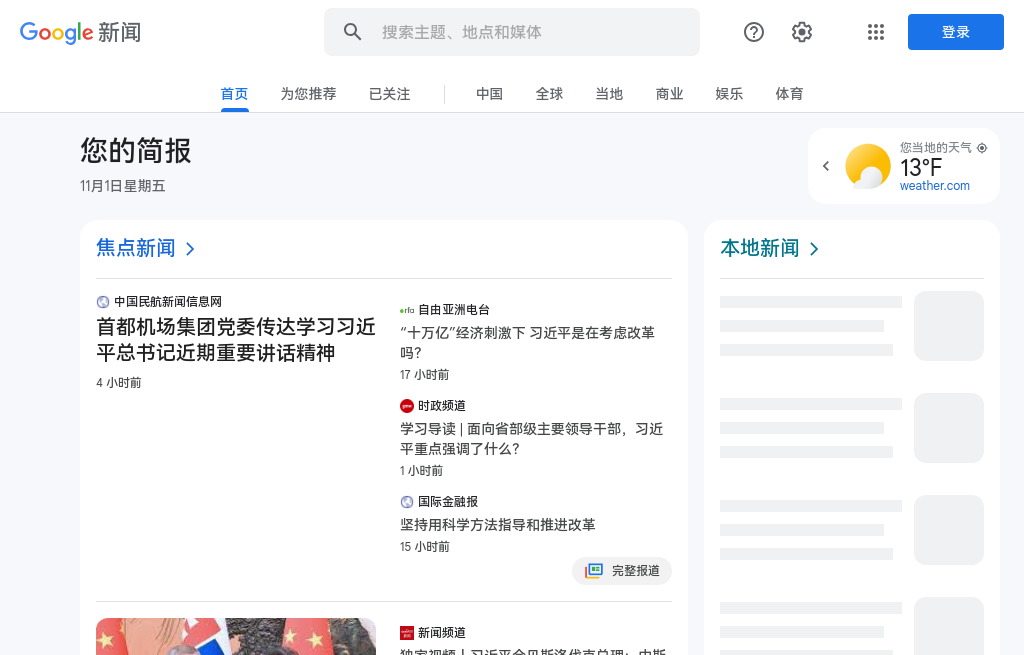 Google 新闻
搜索主题、地点和媒体
登录
首页
为您推荐
已关注
中国
全球
当地
商业
娱乐
体育
您的简报
11月1日星期五
您当地的天气
13°F
weather.com
焦点新闻
中国民航新闻信息网
首都机场集团党委传达学习习近
平总书记近期重要讲话精神
4 小时前
rfa 自由亚洲电台
“十万亿”经济刺激下 习近平是在考虑改革
吗？
17 小时前
时政频道
学习导读 | 面向省部级主要领导干部，习近
平重点强调了什么？
1 小时前
国际金融报
坚持用科学方法指导和推进改革
15 小时前
完整报道
新闻频道
本地新闻